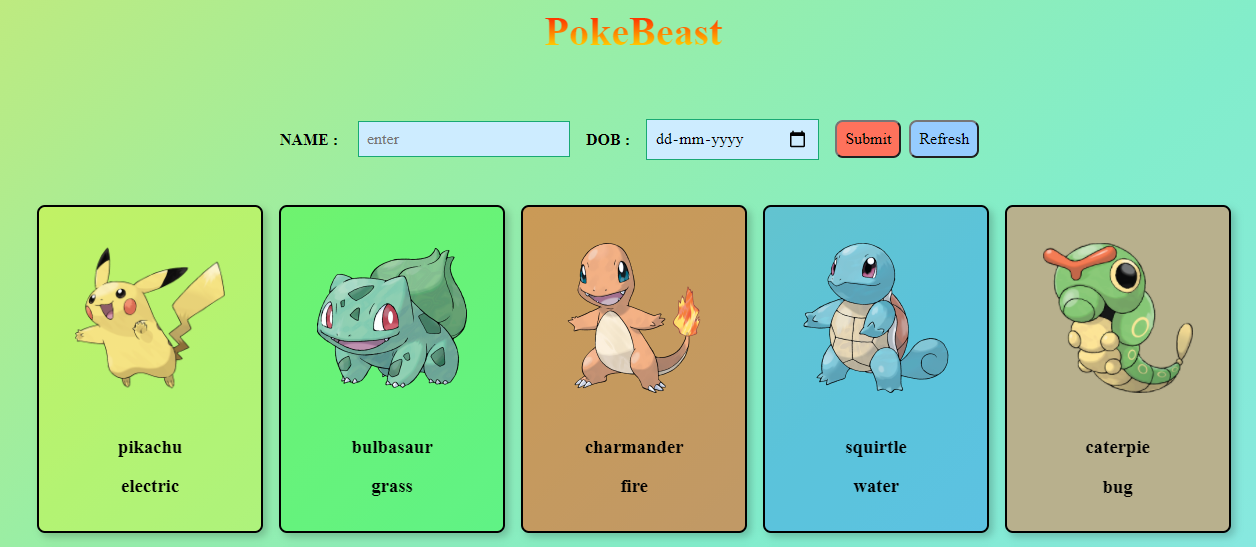 PokeBeast
NAME : enter DOB : dd-mm-yyyy Submit Refresh
pikachu bulbasaur charmander squirtle caterpie
electric grass fire water bug